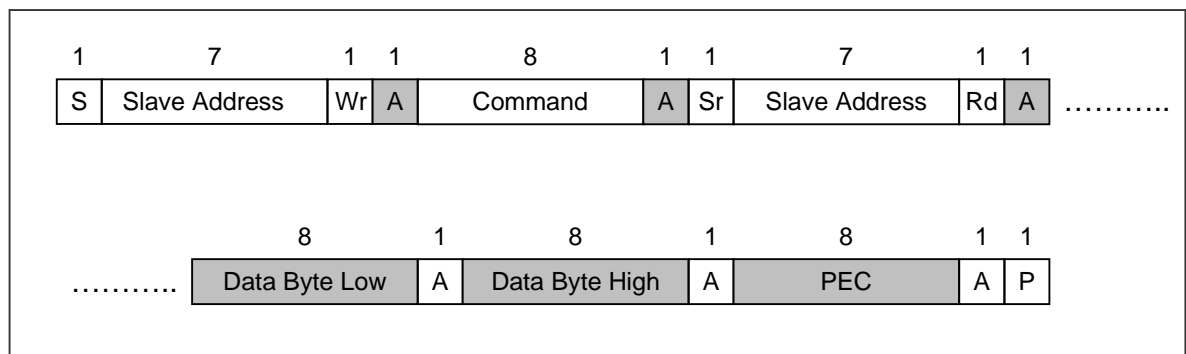 1 7 1 1 8 1 1 7 1 1
S Slave Address Wr A Command A Sr Slave Address Rd A ………..
8 1 8 1 8 1 1
……….. Data Byte Low A Data Byte High A PEC A P